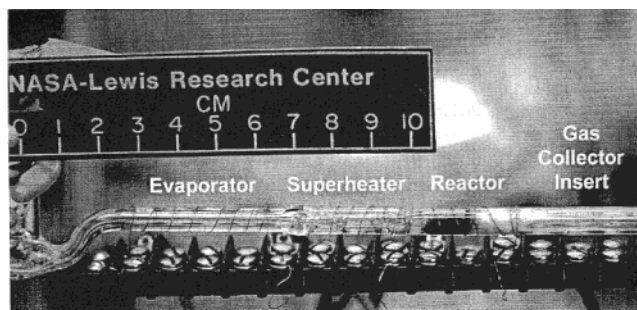 NASA-Lewis Research Center
CM
0 1 2 3 4 5 6 7 8 9 10
Evaporator Superheater Reactor
Gas
Collector
Insert